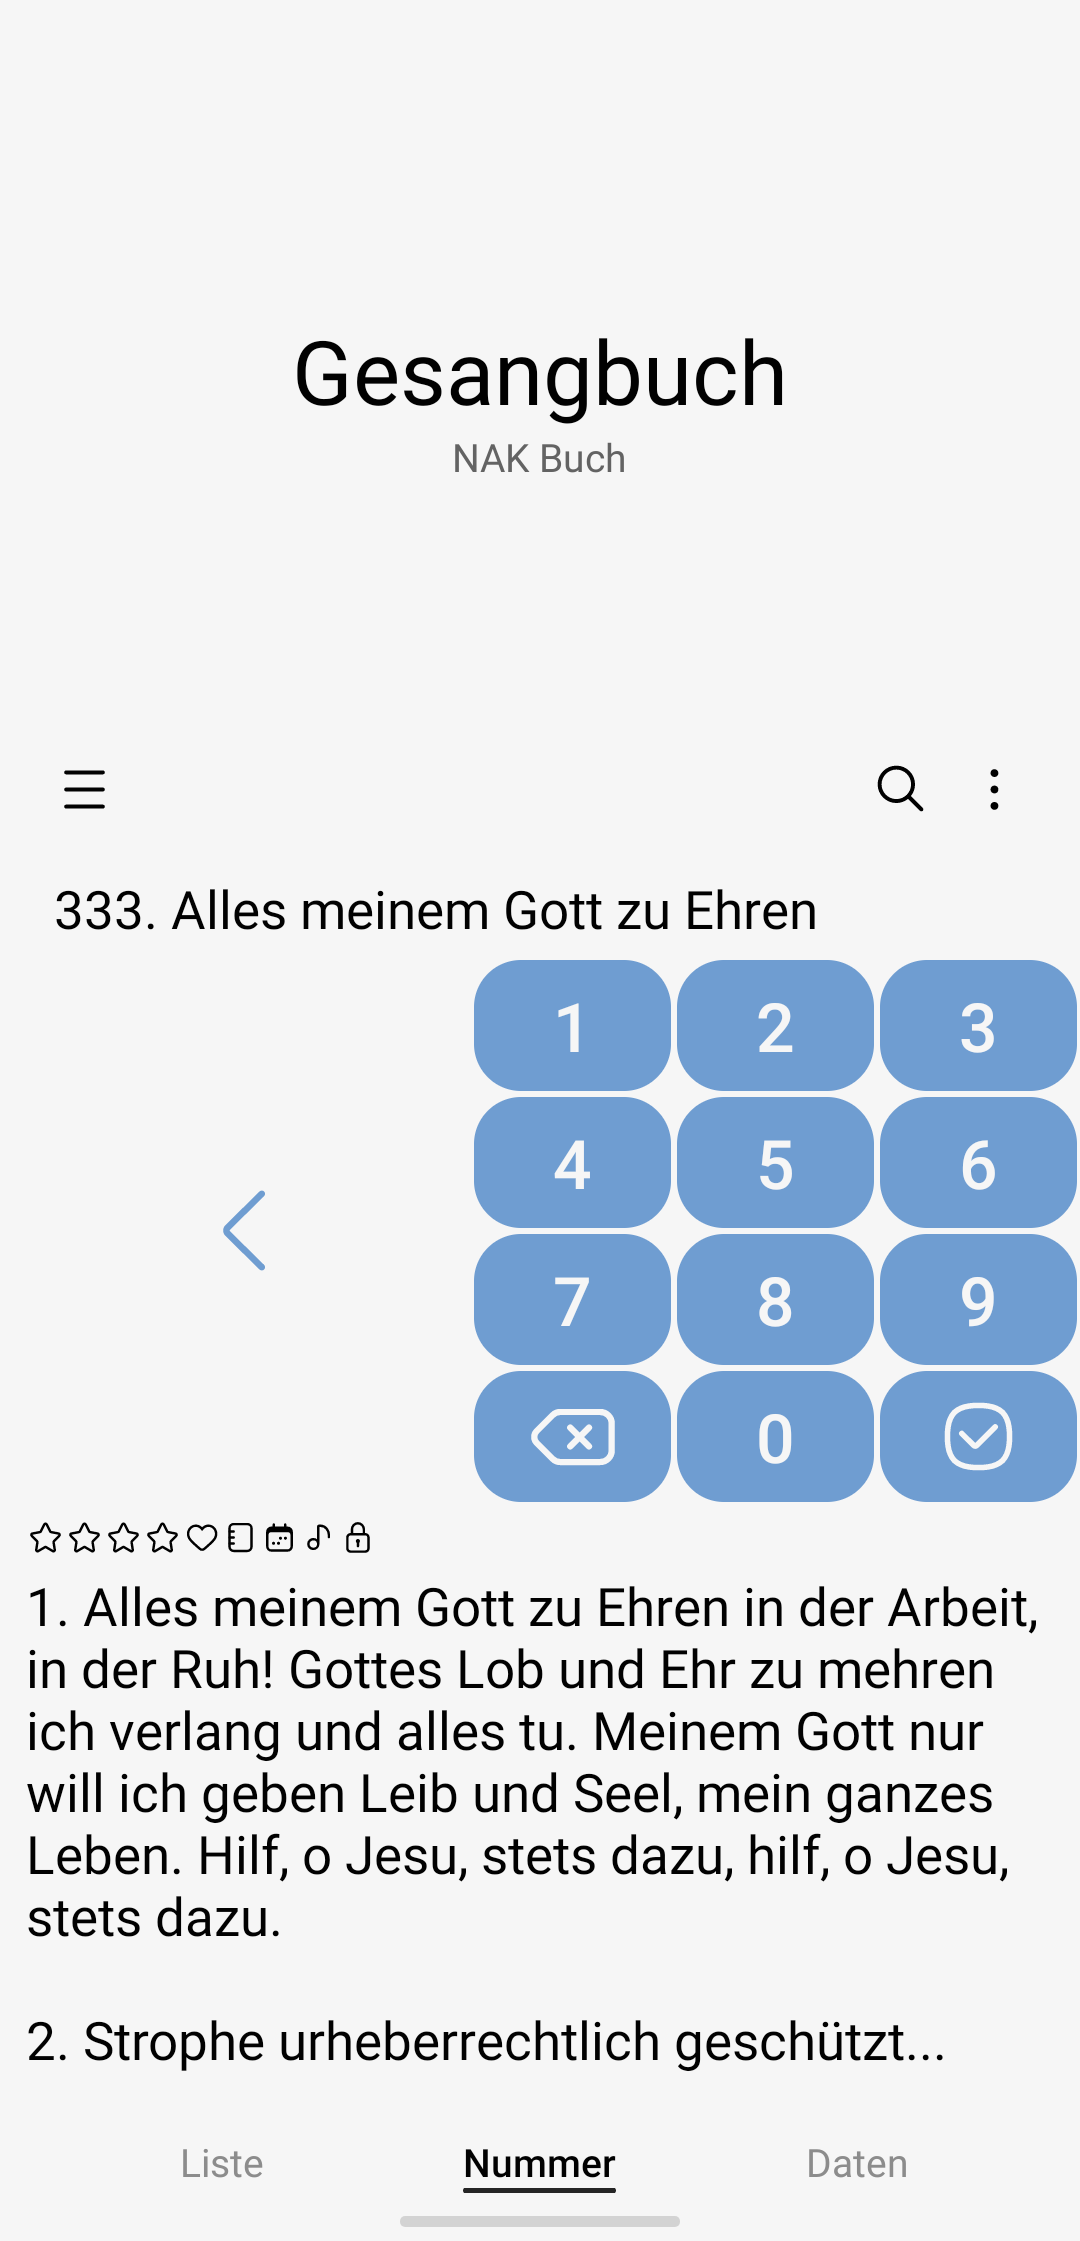 Gesangbuch
NAK Buch
333. Alles meinem Gott zu Ehren
1 2 3
4 5 6
7 8 9
0
1. Alles meinem Gott zu Ehren in der Arbeit,
in der Ruh! Gottes Lob und Ehr zu mehren
ich verlang und alles tu. Meinem Gott nur
will ich geben Leib und Seel, mein ganzes
Leben. Hilf, o Jesu, stets dazu, hilf, o Jesu,
stets dazu.
2. Strophe urheberrechtlich geschützt...
Liste Nummer Daten